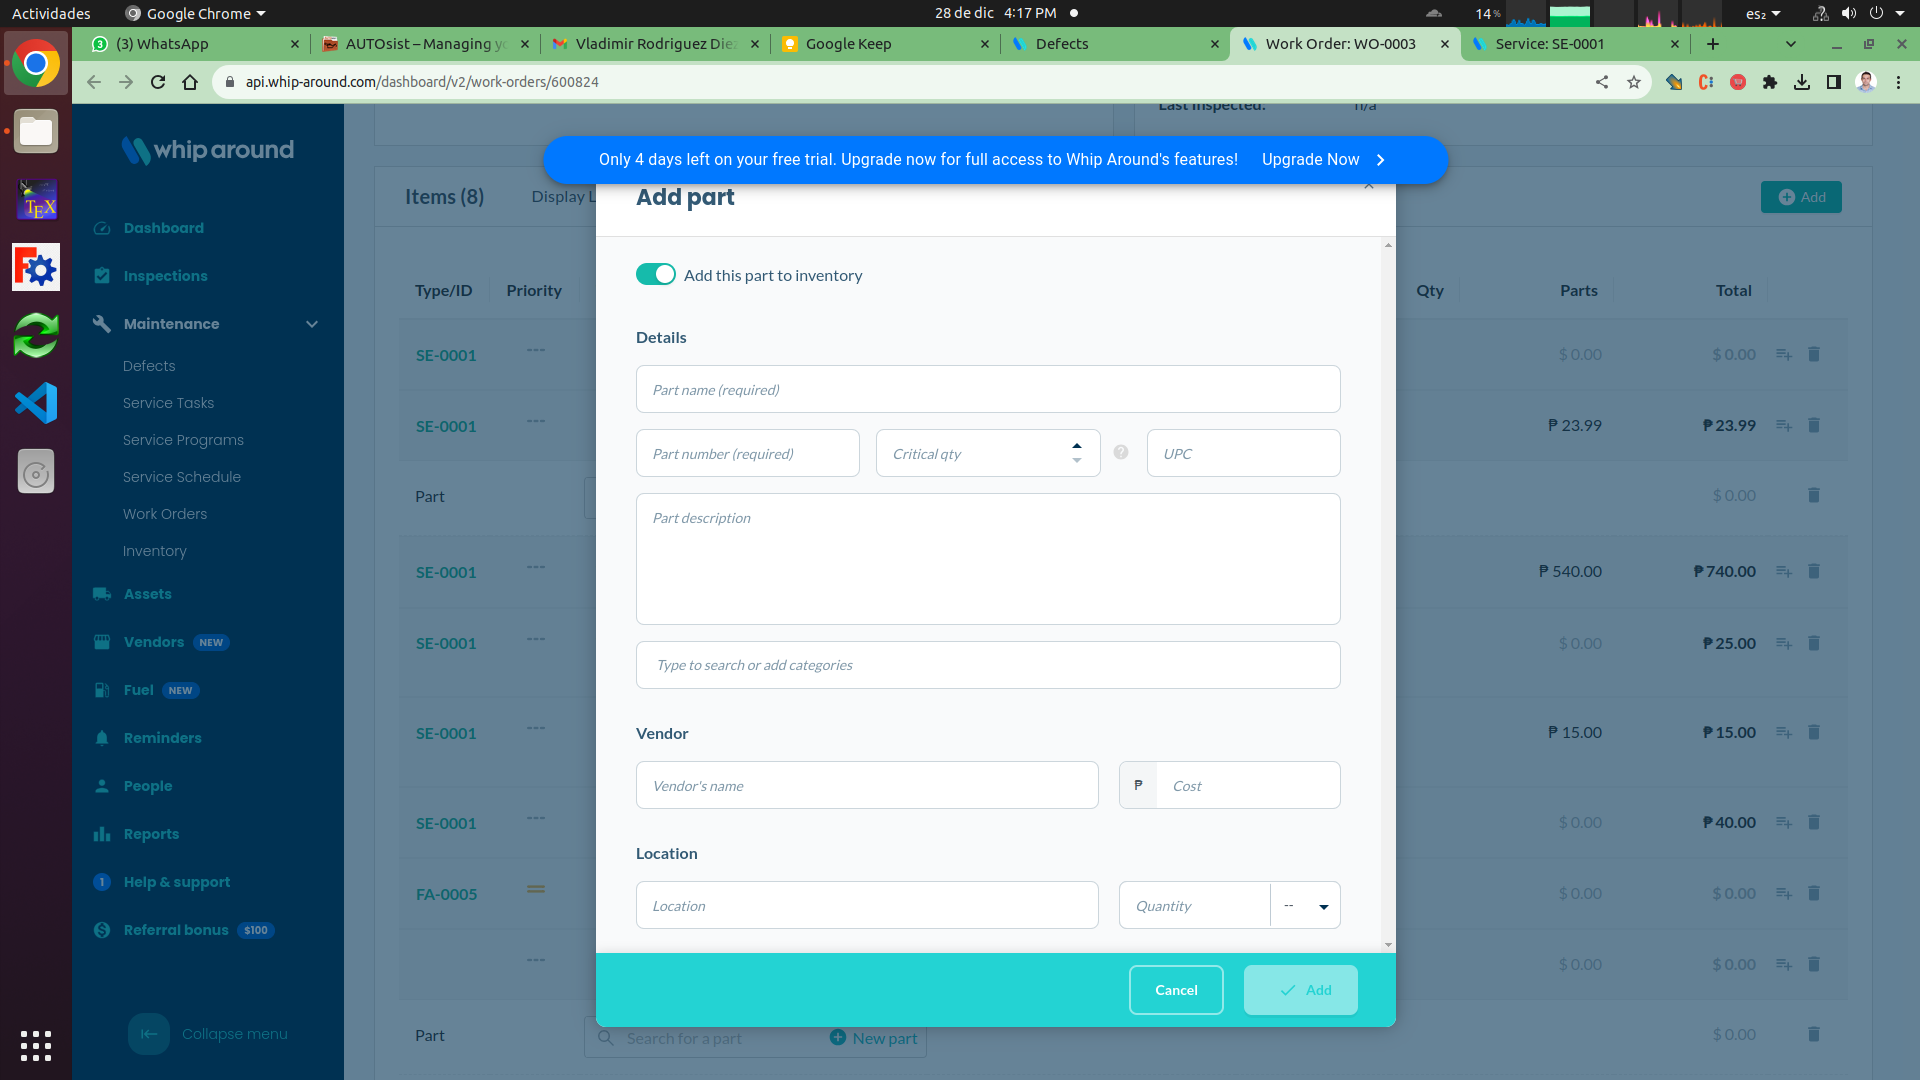 Actividades
Google Chrome
28 de dic 4:17 PM
14%
es₂
(3) WhatsApp
AUTOsist – Managing yo
Vladimir Rodriguez Diez
Google Keep
Defects
Work Order: WO-0003
Service: SE-0001
api.whip-around.com/dashboard/v2/work-orders/600824
whip around
Dashboard
Inspections
Maintenance
Defects
Service Tasks
Service Programs
Service Schedule
Work Orders
Inventory
Assets
Vendors NEW
Fuel NEW
Reminders
People
Reports
1 Help & support
Referral bonus $100
Collapse menu
Last Inspected: n/a
Only 4 days left on your free trial. Upgrade now for full access to Whip Around's features! Upgrade Now
Items (8) Display L
Add
Type/ID Priority Qty Parts Total
SE-0001 --- $ 0.00 $ 0.00
SE-0001 --- ₱ 23.99 ₱ 23.99
Part $ 0.00
SE-0001 --- ₱ 540.00 ₱ 740.00
SE-0001 --- $ 0.00 ₱ 25.00
SE-0001 --- ₱ 15.00 ₱ 15.00
SE-0001 --- $ 0.00 ₱ 40.00
FA-0005 $ 0.00 $ 0.00
--- $ 0.00 $ 0.00
Part Search for a part New part $ 0.00
Add part
Add this part to inventory
Details
Part name (required)
Part number (required) Critical qty UPC
Part description
Type to search or add categories
Vendor
Vendor's name ₱ Cost
Location
Location Quantity --
Cancel Add